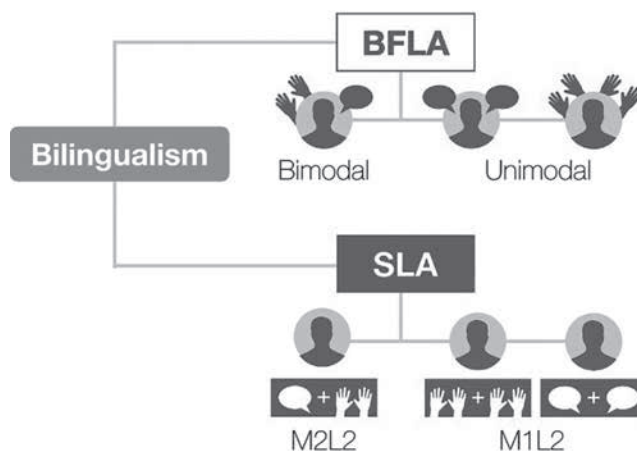 BFLA
Bilingualism
Bimodal Unimodal
SLA
+ + +
M2L2 M1L2